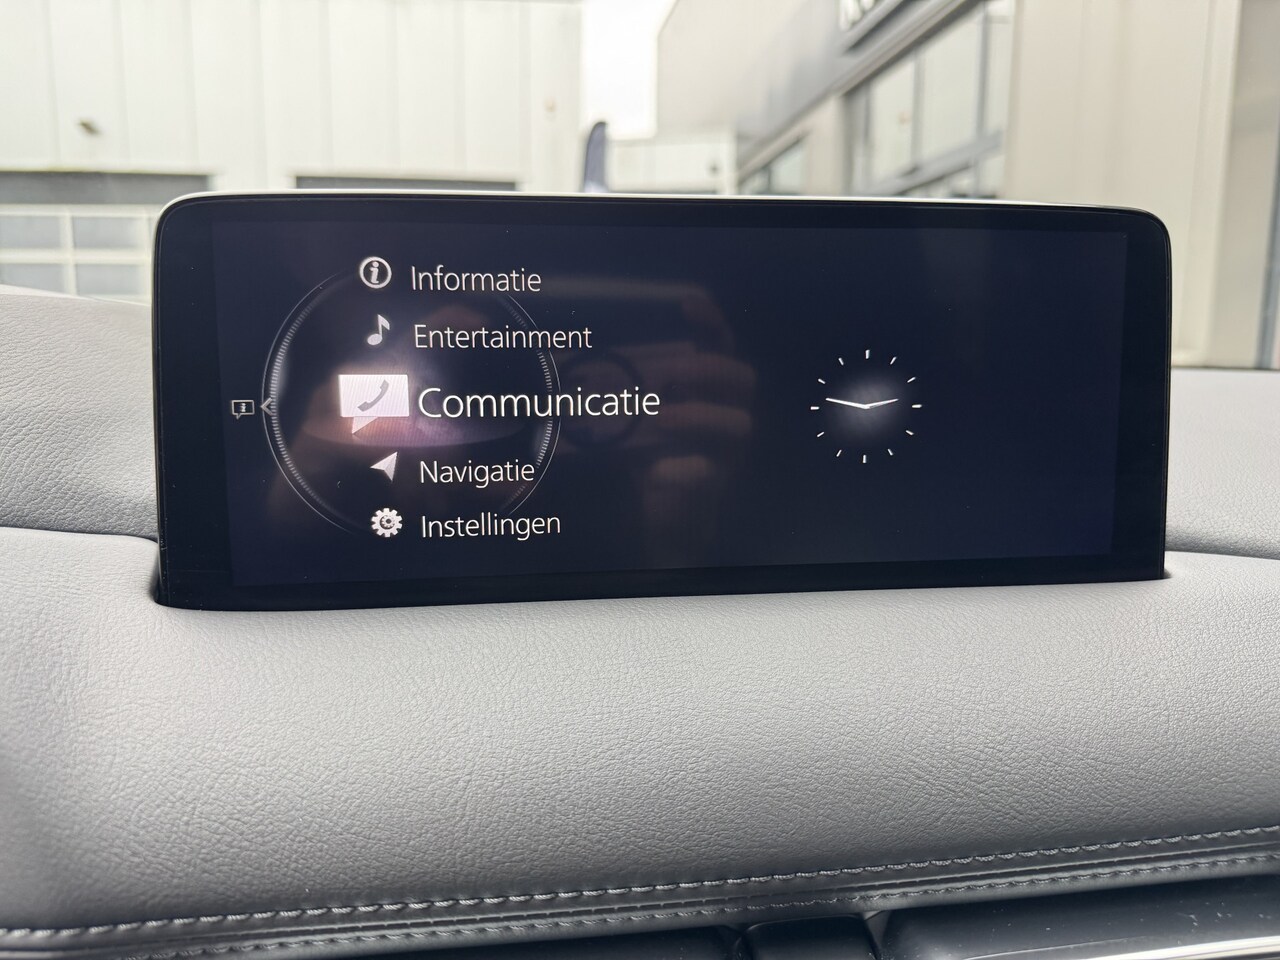 Informatie
Entertainment
Communicatie
Navigatie
Instellingen